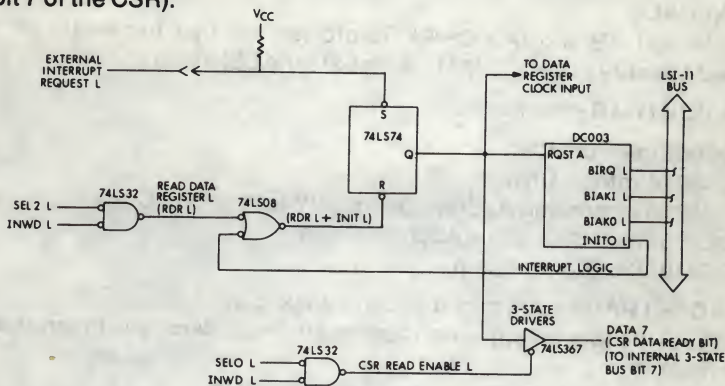 bit 7 of the CSR).
VCC
EXTERNAL
INTERRUPT
REQUEST L
TO DATA
REGISTER
CLOCK INPUT
LSI-11
BUS
S
74LS74
Q
R
DC003
RQST A
BIRQ L
BIAKI L
BIAKO L
INITO L
74LS32
SEL2 L
INWD L
READ DATA
REGISTER L
(RDR L)
74LS08
(RDR L + INIT L)
INTERRUPT LOGIC
3-STATE
DRIVERS
74LS367
DATA 7
(CSR DATA READY BIT)
(TO INTERNAL 3-STATE
BUS BIT 7)
74LS32
SELO L
INWD L
CSR READ ENABLE L